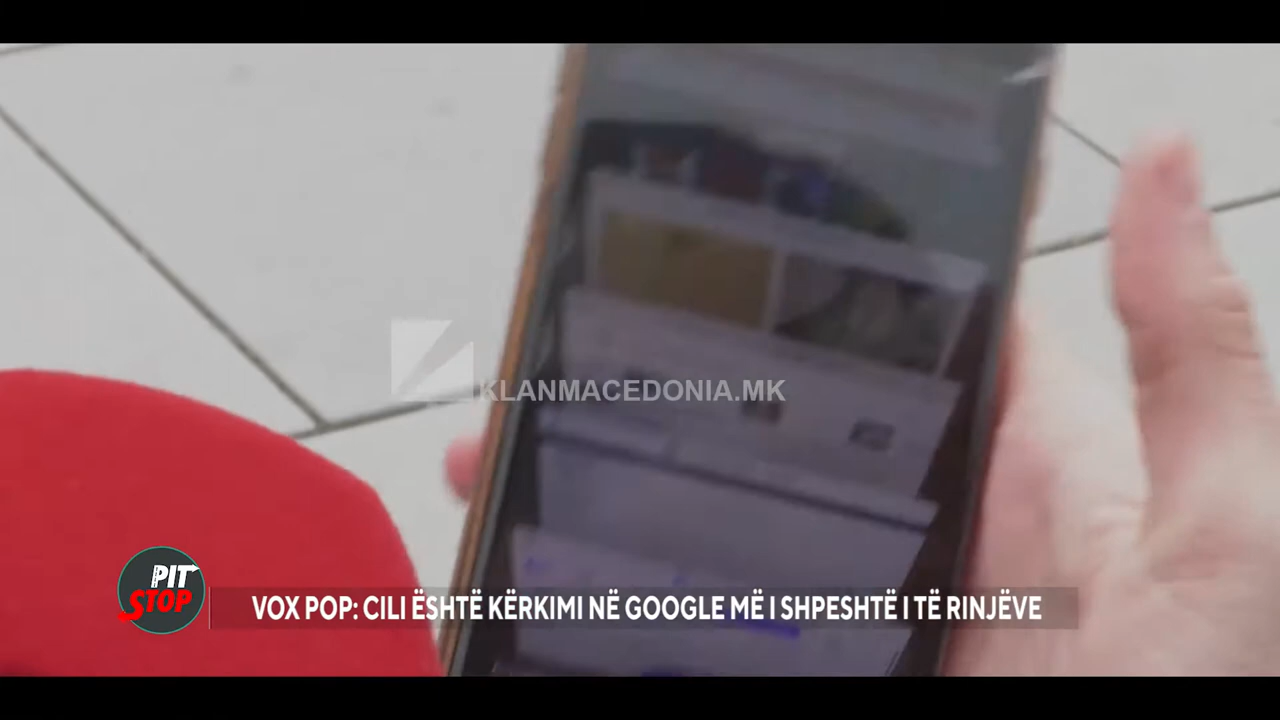 KLANMACEDONIA.MK
PIT
STOP
VOX POP: CILI ËSHTË KËRKIMI NË GOOGLE MË I SHPESHTË I TË RINJËVE